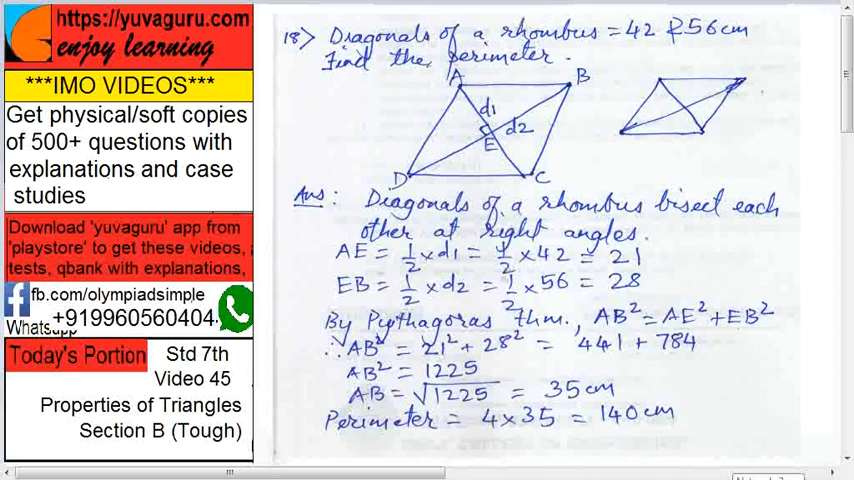 https://yuvaguru.com
enjoy learning
***IMO VIDEOS***
Get physical/soft copies
of 500+ questions with
explanations and case
studies
Download 'yuvaguru' app from
'playstore' to get these videos,
tests, qbank with explanations,
fb.com/olympiadsimple
Whatsapp
+919960560404
Today's Portion
Std 7th
Video 45
Properties of Triangles
Section B (Tough)
18> Diagonals of a rhombus = 42 & 56 cm
Find the perimeter.
A B
d1
d2
E
D C
Ans: Diagonals of a rhombus bisect each
other at right angles.
AE = 1/2 x d1 = 1/2 x 42 = 21
EB = 1/2 x d2 = 1/2 x 56 = 28
By Pythagoras thm., AB² = AE² + EB²
∴ AB² = 21² + 28² = 441 + 784
AB² = 1225
AB = √1225 = 35 cm
Perimeter = 4 x 35 = 140 cm